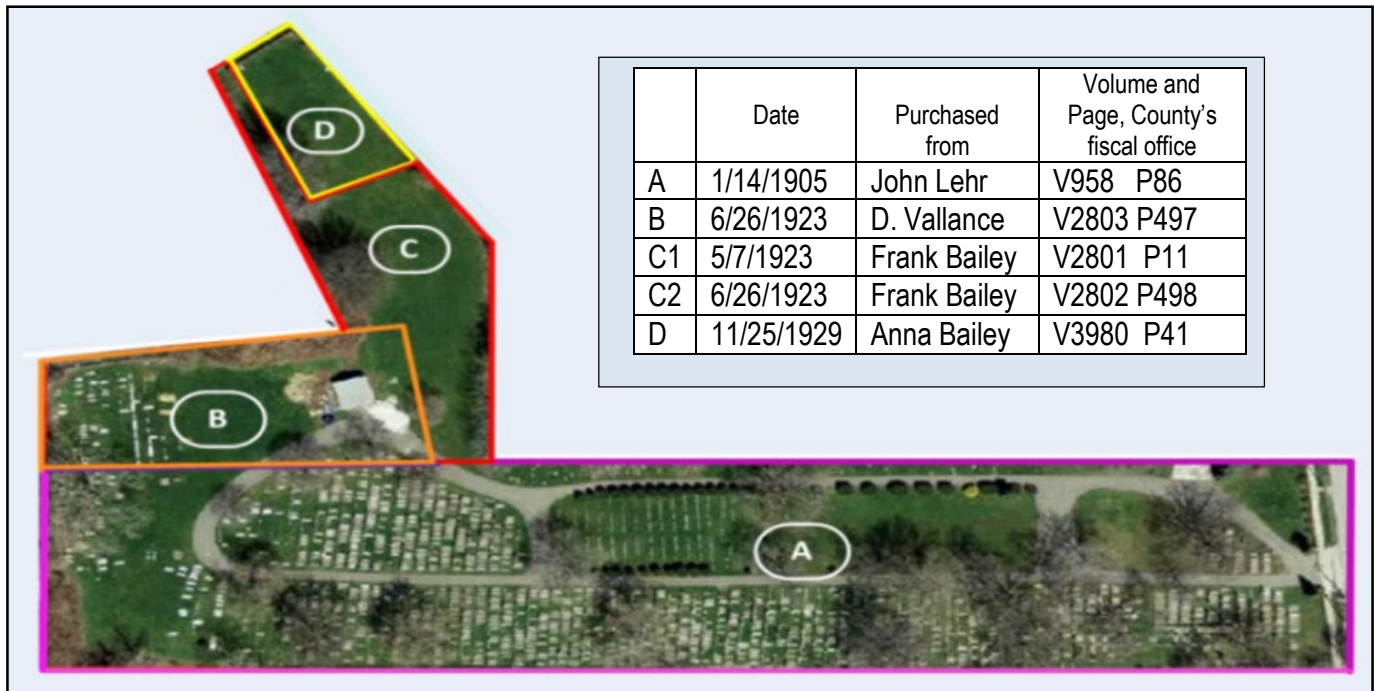 D
C
B
A
Date Purchased from Volume and Page, County's fiscal office
A 1/14/1905 John Lehr V958 P86
B 6/26/1923 D. Vallance V2803 P497
C1 5/7/1923 Frank Bailey V2801 P11
C2 6/26/1923 Frank Bailey V2802 P498
D 11/25/1929 Anna Bailey V3980 P41